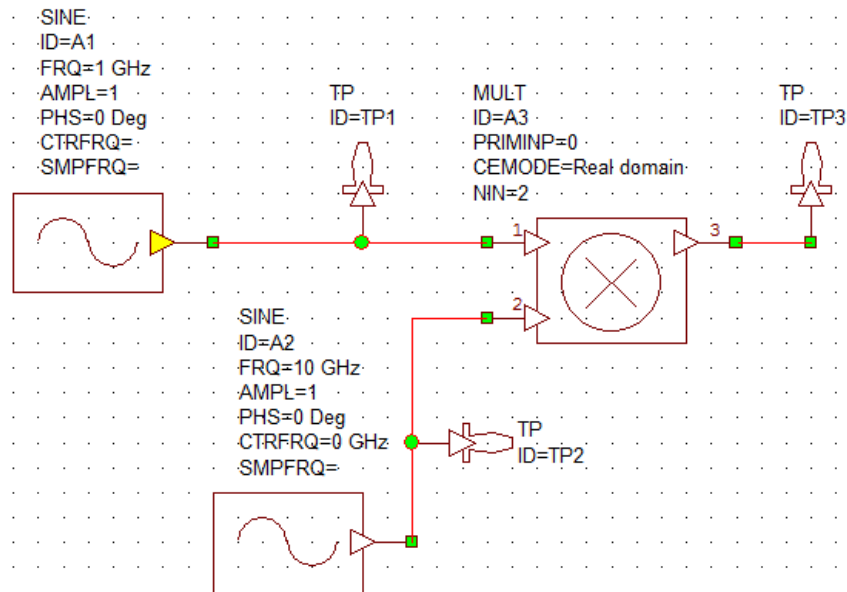 SINE
ID=A1
FRQ=1 GHz
AMPL=1
PHS=0 Deg
CTRFRQ=
SMPFRQ=
TP
ID=TP1
MULT
ID=A3
PRIMINP=0
CEMODE=Real domain
NIN=2
TP
ID=TP3
1
2
3
SINE
ID=A2
FRQ=10 GHz
AMPL=1
PHS=0 Deg
CTRFRQ=0 GHz
SMPFRQ=
TP
ID=TP2